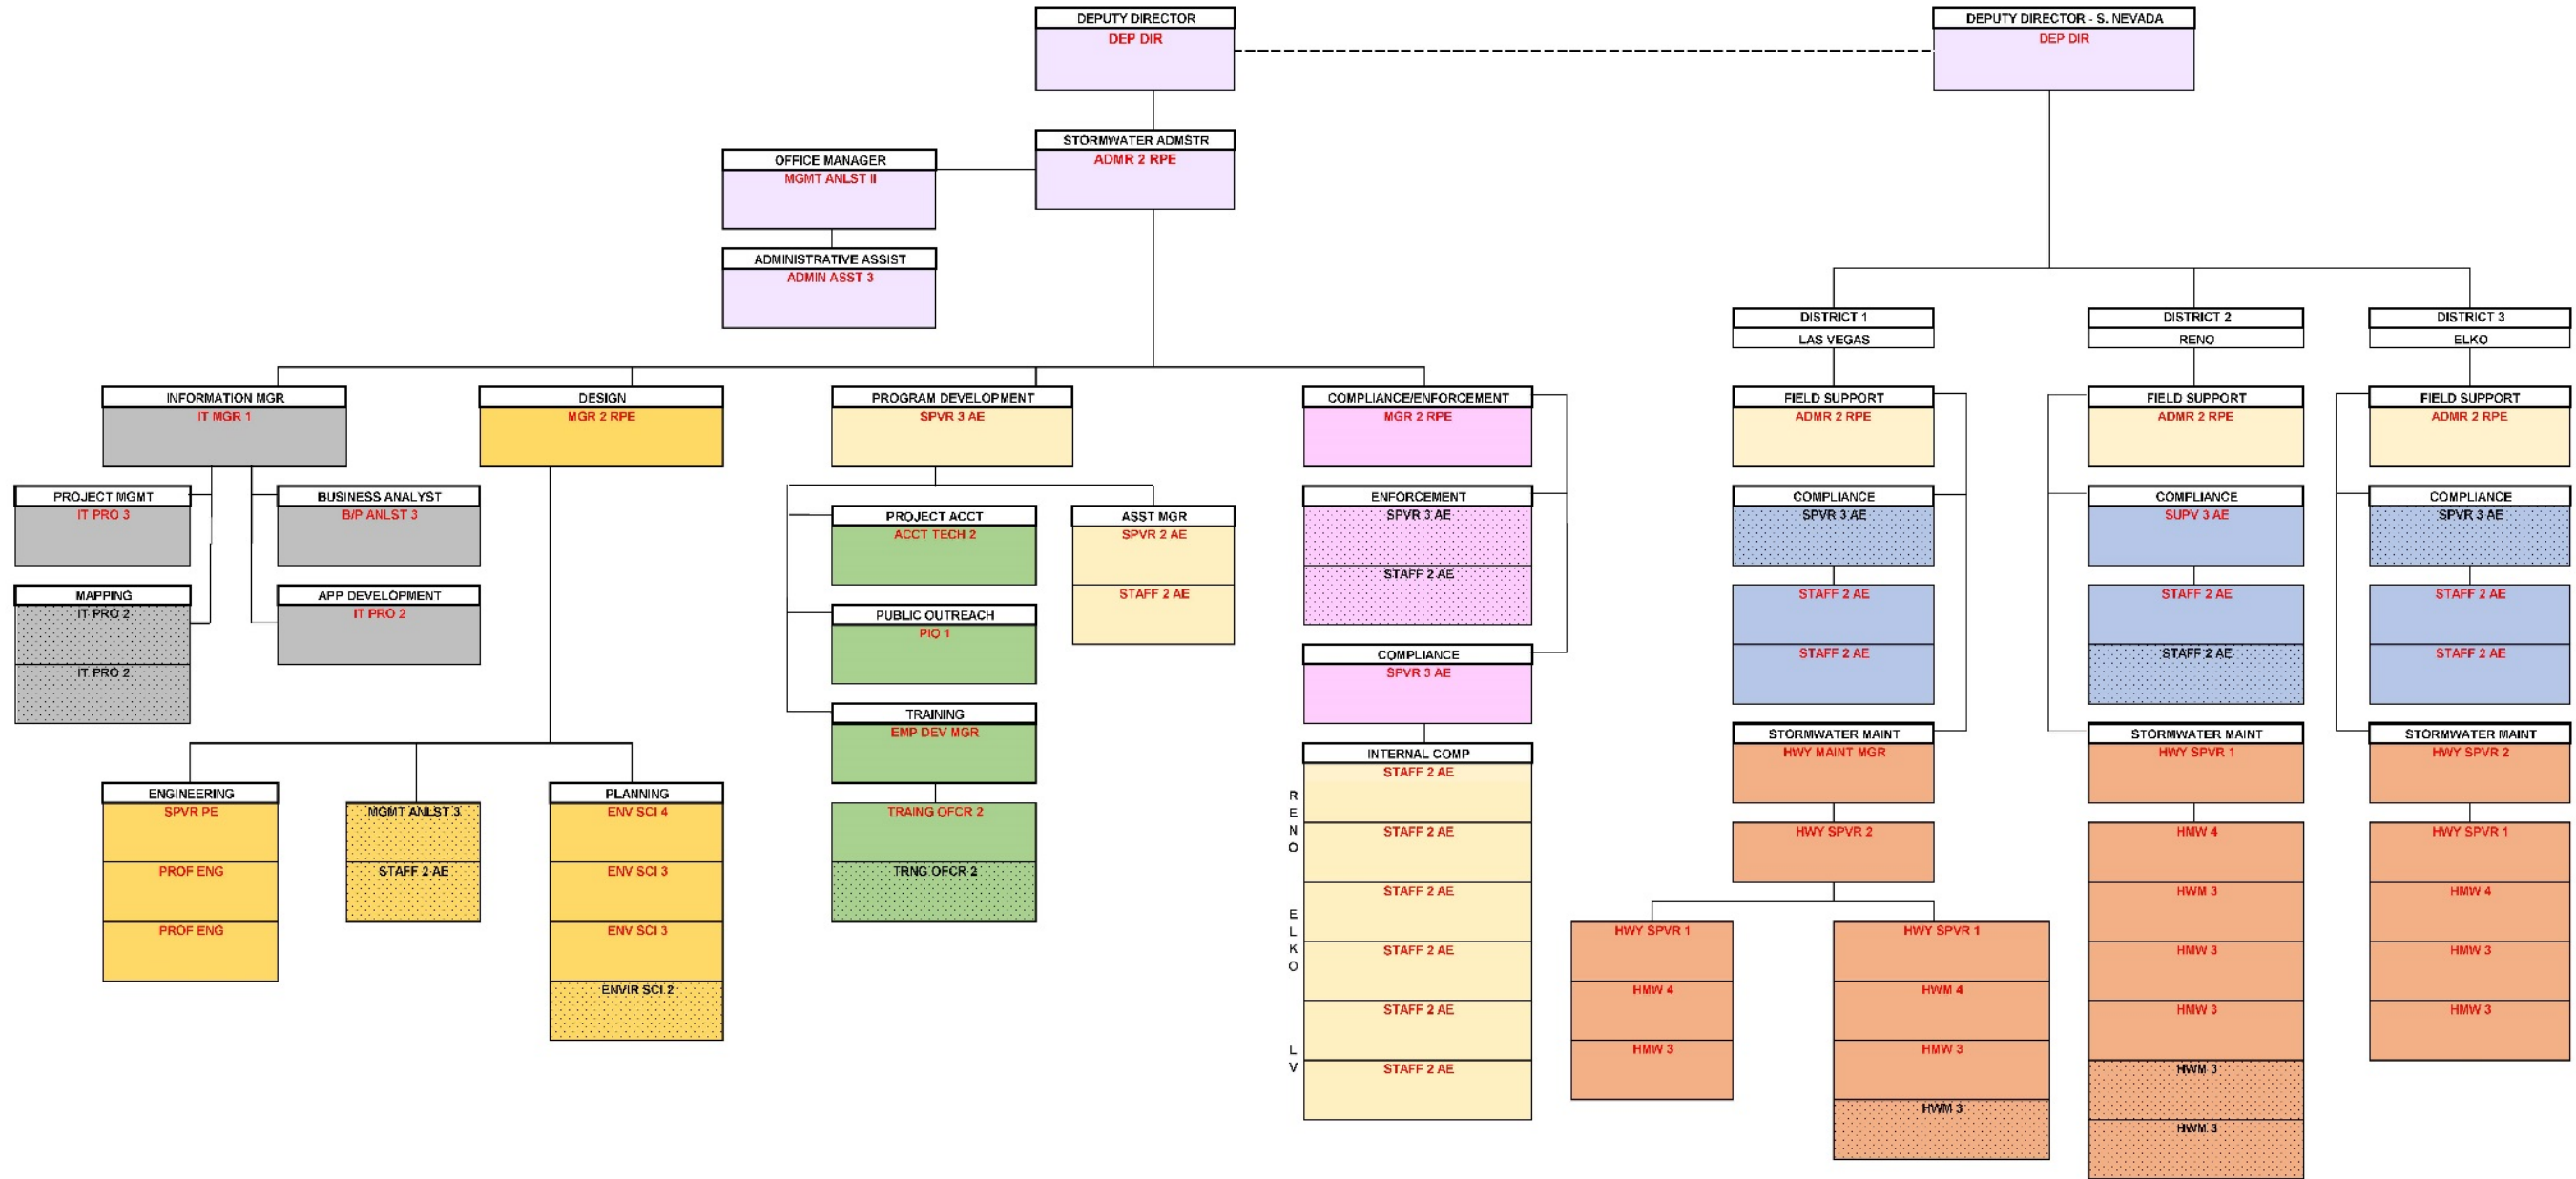 DEPUTY DIRECTOR
DEP DIR
DEPUTY DIRECTOR - S. NEVADA
DEP DIR
STORMWATER ADMSTR
ADMR 2 RPE
OFFICE MANAGER
MGMT ANLST II
ADMINISTRATIVE ASSIST
ADMIN ASST 3
INFORMATION MGR
IT MGR 1
PROJECT MGMT
IT PRO 3
MAPPING
IT PRO 2
IT PRO 2
BUSINESS ANALYST
B/P ANLST 3
APP DEVELOPMENT
IT PRO 2
DESIGN
MGR 2 RPE
ENGINEERING
SPVR PE
PROF ENG
PROF ENG
MGMT ANLST 3
STAFF 2 AE
PLANNING
ENV SCI 4
ENV SCI 3
ENV SCI 3
ENVIR SCI 2
PROGRAM DEVELOPMENT
SPVR 3 AE
PROJECT ACCT
ACCT TECH 2
PUBLIC OUTREACH
PIO 1
TRAINING
EMP DEV MGR
TRAING OFCR 2
TRNG OFCR 2
ASST MGR
SPVR 2 AE
STAFF 2 AE
COMPLIANCE/ENFORCEMENT
MGR 2 RPE
ENFORCEMENT
SPVR 3 AE
STAFF 2 AE
COMPLIANCE
SPVR 3 AE
INTERNAL COMP
RENO
ELKO
LV
STAFF 2 AE
STAFF 2 AE
STAFF 2 AE
STAFF 2 AE
STAFF 2 AE
STAFF 2 AE
DISTRICT 1
LAS VEGAS
FIELD SUPPORT
ADMR 2 RPE
COMPLIANCE
SPVR 3 AE
STAFF 2 AE
STAFF 2 AE
STORMWATER MAINT
HWY MAINT MGR
HWY SPVR 2
HWY SPVR 1
HMW 4
HMW 3
HWY SPVR 1
HWM 4
HMW 3
HWM 3
DISTRICT 2
RENO
FIELD SUPPORT
ADMR 2 RPE
COMPLIANCE
SUPV 3 AE
STAFF 2 AE
STAFF 2 AE
STORMWATER MAINT
HWY SPVR 1
HMW 4
HWM 3
HMW 3
HMW 3
HWM 3
HWM 3
DISTRICT 3
ELKO
FIELD SUPPORT
ADMR 2 RPE
COMPLIANCE
SPVR 3 AE
STAFF 2 AE
STAFF 2 AE
STORMWATER MAINT
HWY SPVR 2
HWY SPVR 1
HMW 4
HMW 3
HMW 3